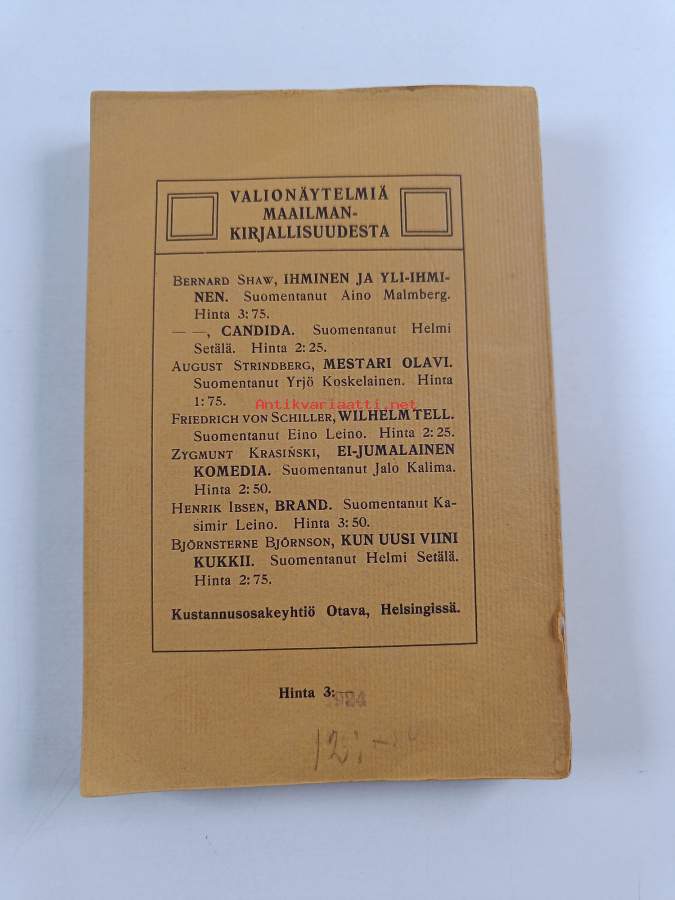 VALIONÄYTELMIÄ
MAAILMAN-
KIRJALLISUUDESTA
BERNARD SHAW, IHMINEN JA YLI-IHMI-
NEN. Suomentanut Aino Malmberg.
Hinta 3:75.
— —, CANDIDA. Suomentanut Helmi
Setälä. Hinta 2:25.
AUGUST STRINDBERG, MESTARI OLAVI.
Suomentanut Yrjö Koskelainen. Hinta
1:75.
Antikvariaatti.net
FRIEDRICH VON SCHILLER, WILHELM TELL.
Suomentanut Eino Leino. Hinta 2:25.
ZYGMUNT KRASIŃSKI, EI-JUMALAINEN
KOMEDIA. Suomentanut Jalo Kalima.
Hinta 2:50.
HENRIK IBSEN, BRAND. Suomentanut Ka-
simir Leino. Hinta 3:50.
BJÖRNSTERNE BJÖRNSON, KUN UUSI VIINI
KUKKII. Suomentanut Helmi Setälä.
Hinta 2:75.
Kustannusosakeyhtiö Otava, Helsingissä.
Hinta 3:
12:-